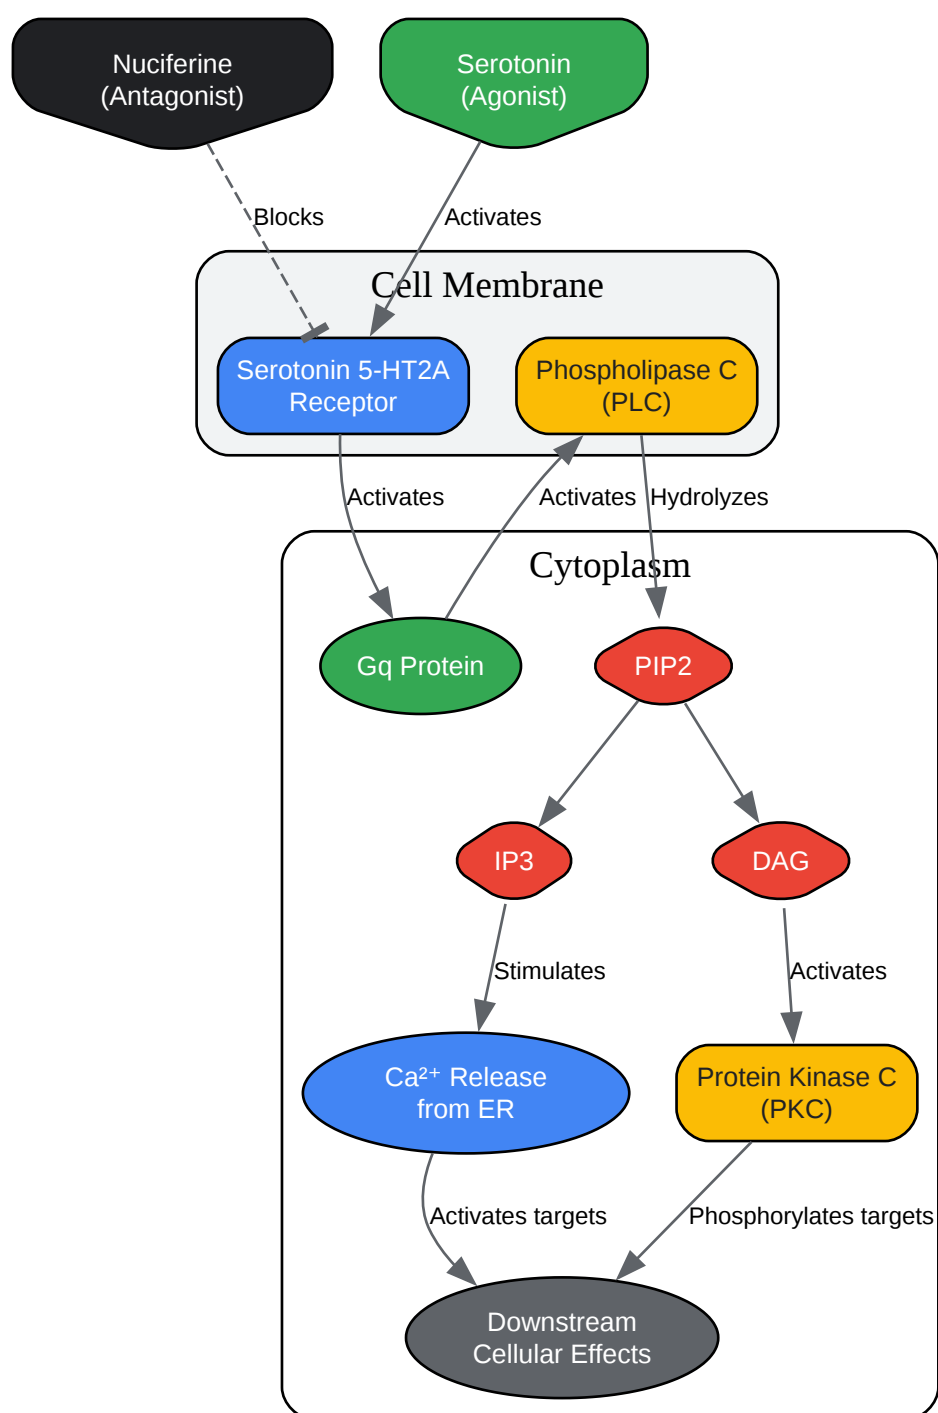 Nuciferine
(Antagonist)
Serotonin
(Agonist)
Blocks
Activates
Cell Membrane
Serotonin 5-HT2A
Receptor
Phospholipase C
(PLC)
Activates
Activates
Hydrolyzes
Cytoplasm
Gq Protein
PIP2
IP3
DAG
Stimulates
Activates
Ca²⁺ Release
from ER
Protein Kinase C
(PKC)
Activates targets
Phosphorylates targets
Downstream
Cellular Effects